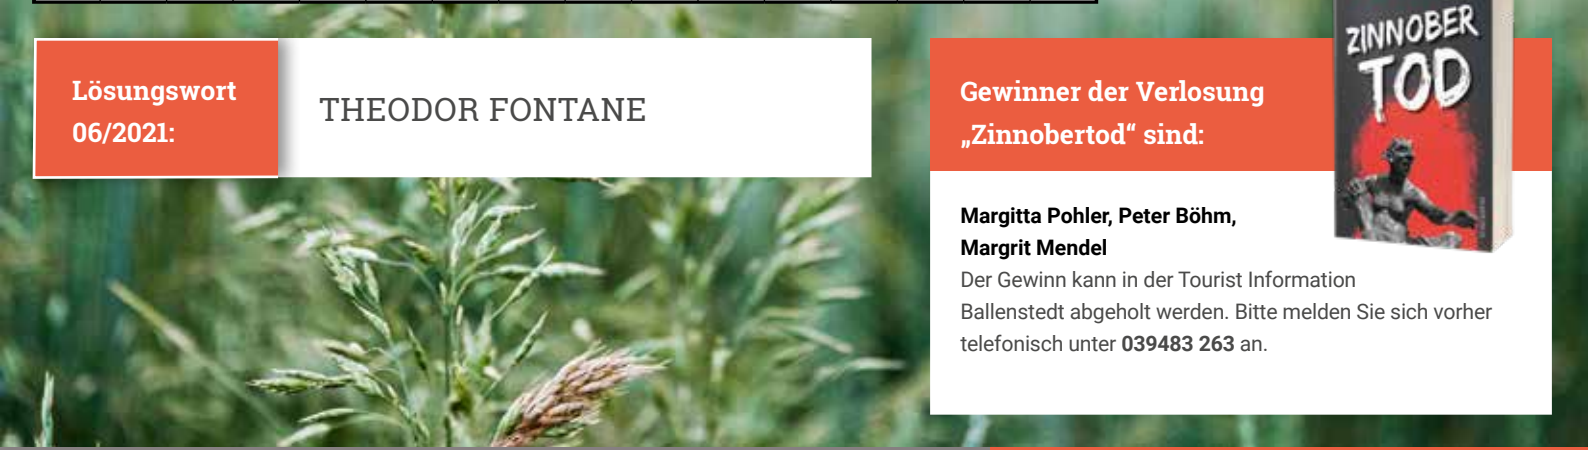 Lösungswort
06/2021:
THEODOR FONTANE
Gewinner der Verlosung
„Zinnobertod“ sind:
ZINNOBER
TOD
Margitta Pohler, Peter Böhm,
Margrit Mendel
Der Gewinn kann in der Tourist Information
Ballenstedt abgeholt werden. Bitte melden Sie sich vorher
telefonisch unter 039483 263 an.